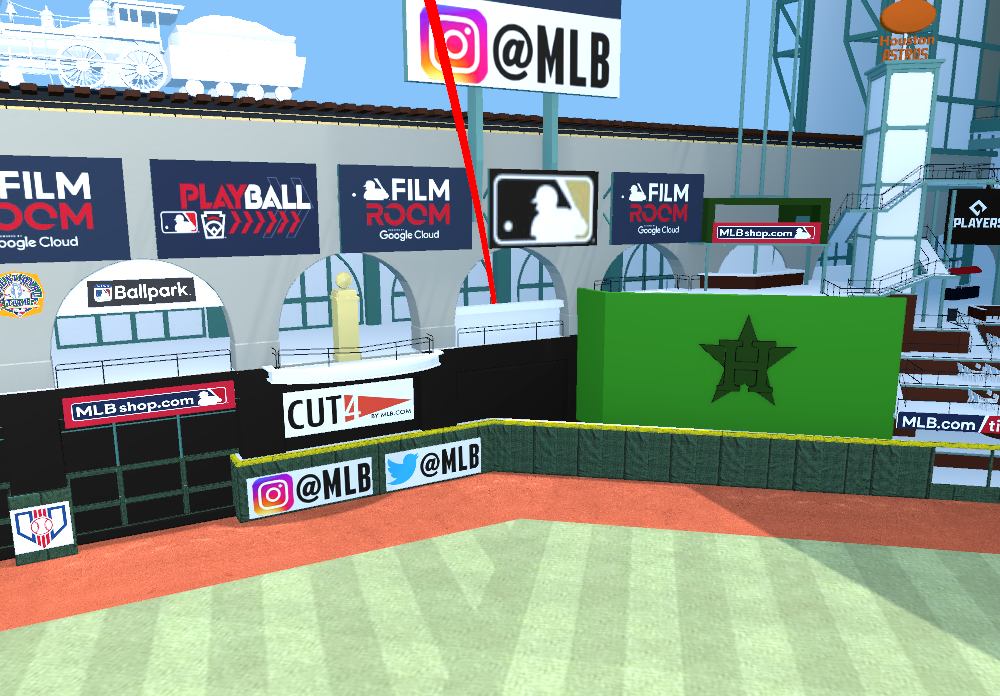 @MLB
Houston
ASTROS
FILM
ROOM
Google Cloud
PLAYBALL
FILM
ROOM
Google Cloud
FILM
ROOM
Google Cloud
PLAYERS
MLBshop.com
Ballpark
MLBshop.com
CUT4
BY MLB.COM
H
MLB.com/ti
@MLB
@MLB